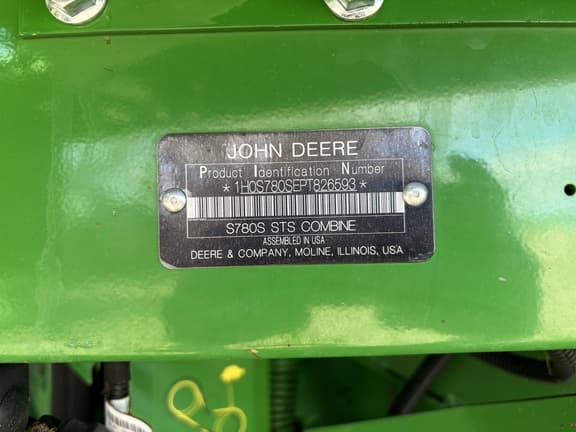 JOHN DEERE
Product Identification Number
*1H0S780SEPT826593*
S780S STS COMBINE
ASSEMBLED IN USA
DEERE & COMPANY, MOLINE, ILLINOIS, USA